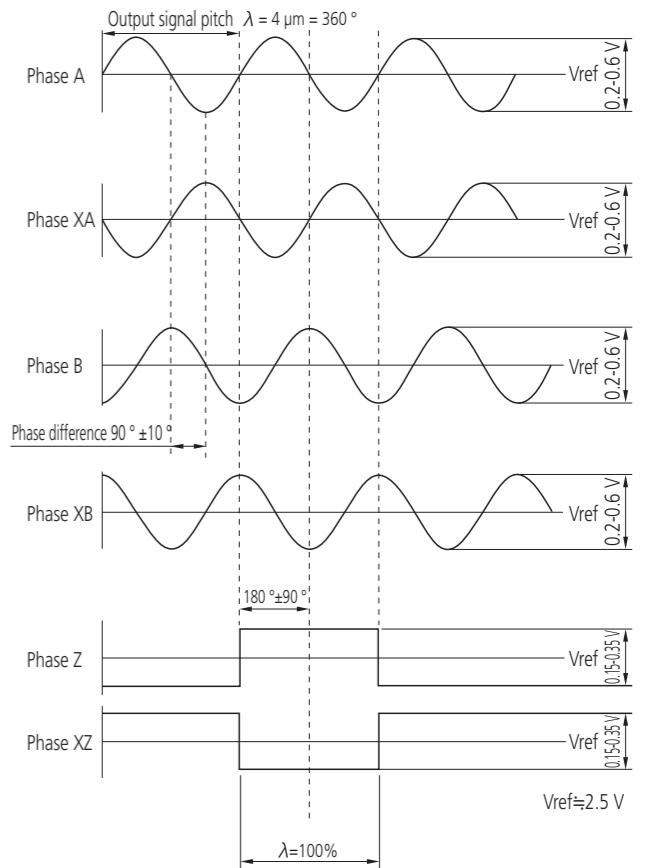 Output signal pitch λ = 4 μm = 360 °
Phase A
Vref
0.2-0.6 V
Phase XA
Vref
0.2-0.6 V
Phase B
Vref
0.2-0.6 V
Phase difference 90 ° ±10 °
Phase XB
Vref
0.2-0.6 V
180 °±90 °
Phase Z
Vref
0.15-0.35 V
Phase XZ
Vref
0.15-0.35 V
Vref≒2.5 V
λ=100%